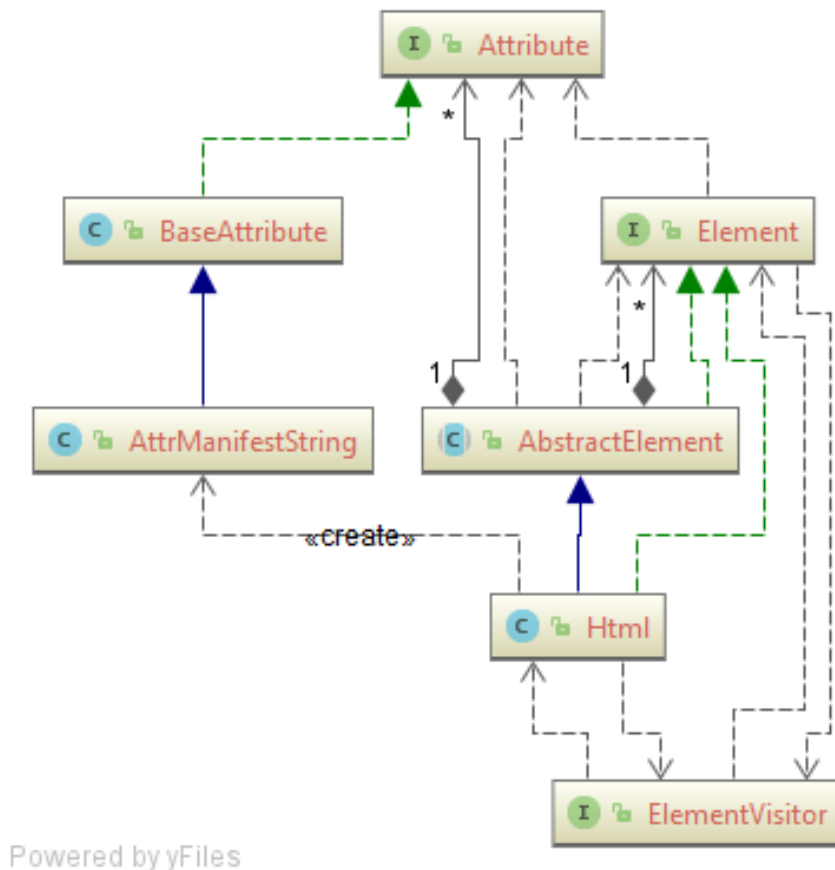 I Attribute
*
C BaseAttribute
I Element
*
1
1
C AttrManifestString
C AbstractElement
«create»
C Html
I ElementVisitor
Powered by yFiles